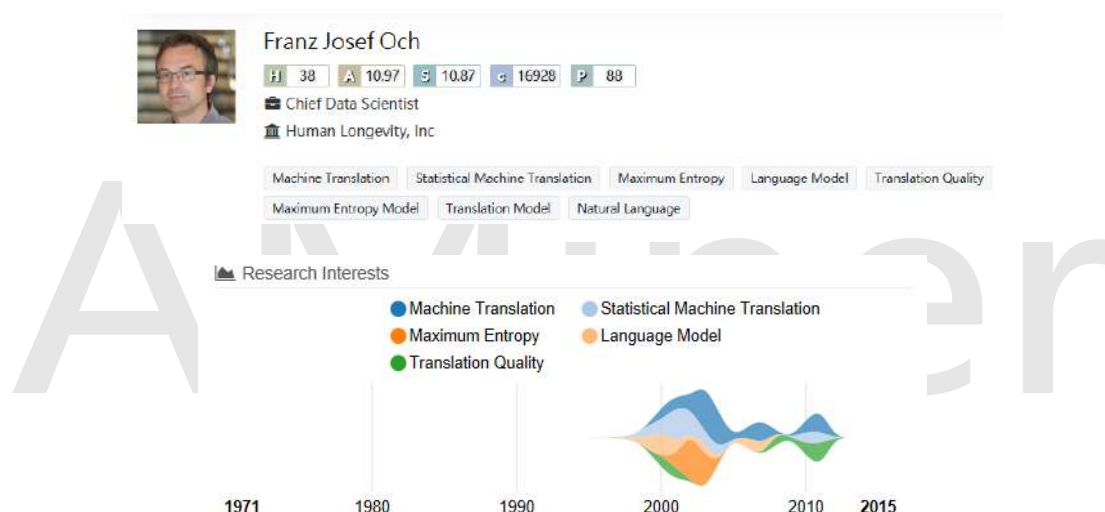 Franz Josef Och
H 38 A 10.97 S 10.87 c 16928 P 88
Chief Data Scientist
Human Longevity, Inc
Machine Translation Statistical Machine Translation Maximum Entropy Language Model Translation Quality
Maximum Entropy Model Translation Model Natural Language
AMiner
Research Interests
Machine Translation Statistical Machine Translation
Maximum Entropy Language Model
Translation Quality
1971 1980 1990 2000 2010 2015